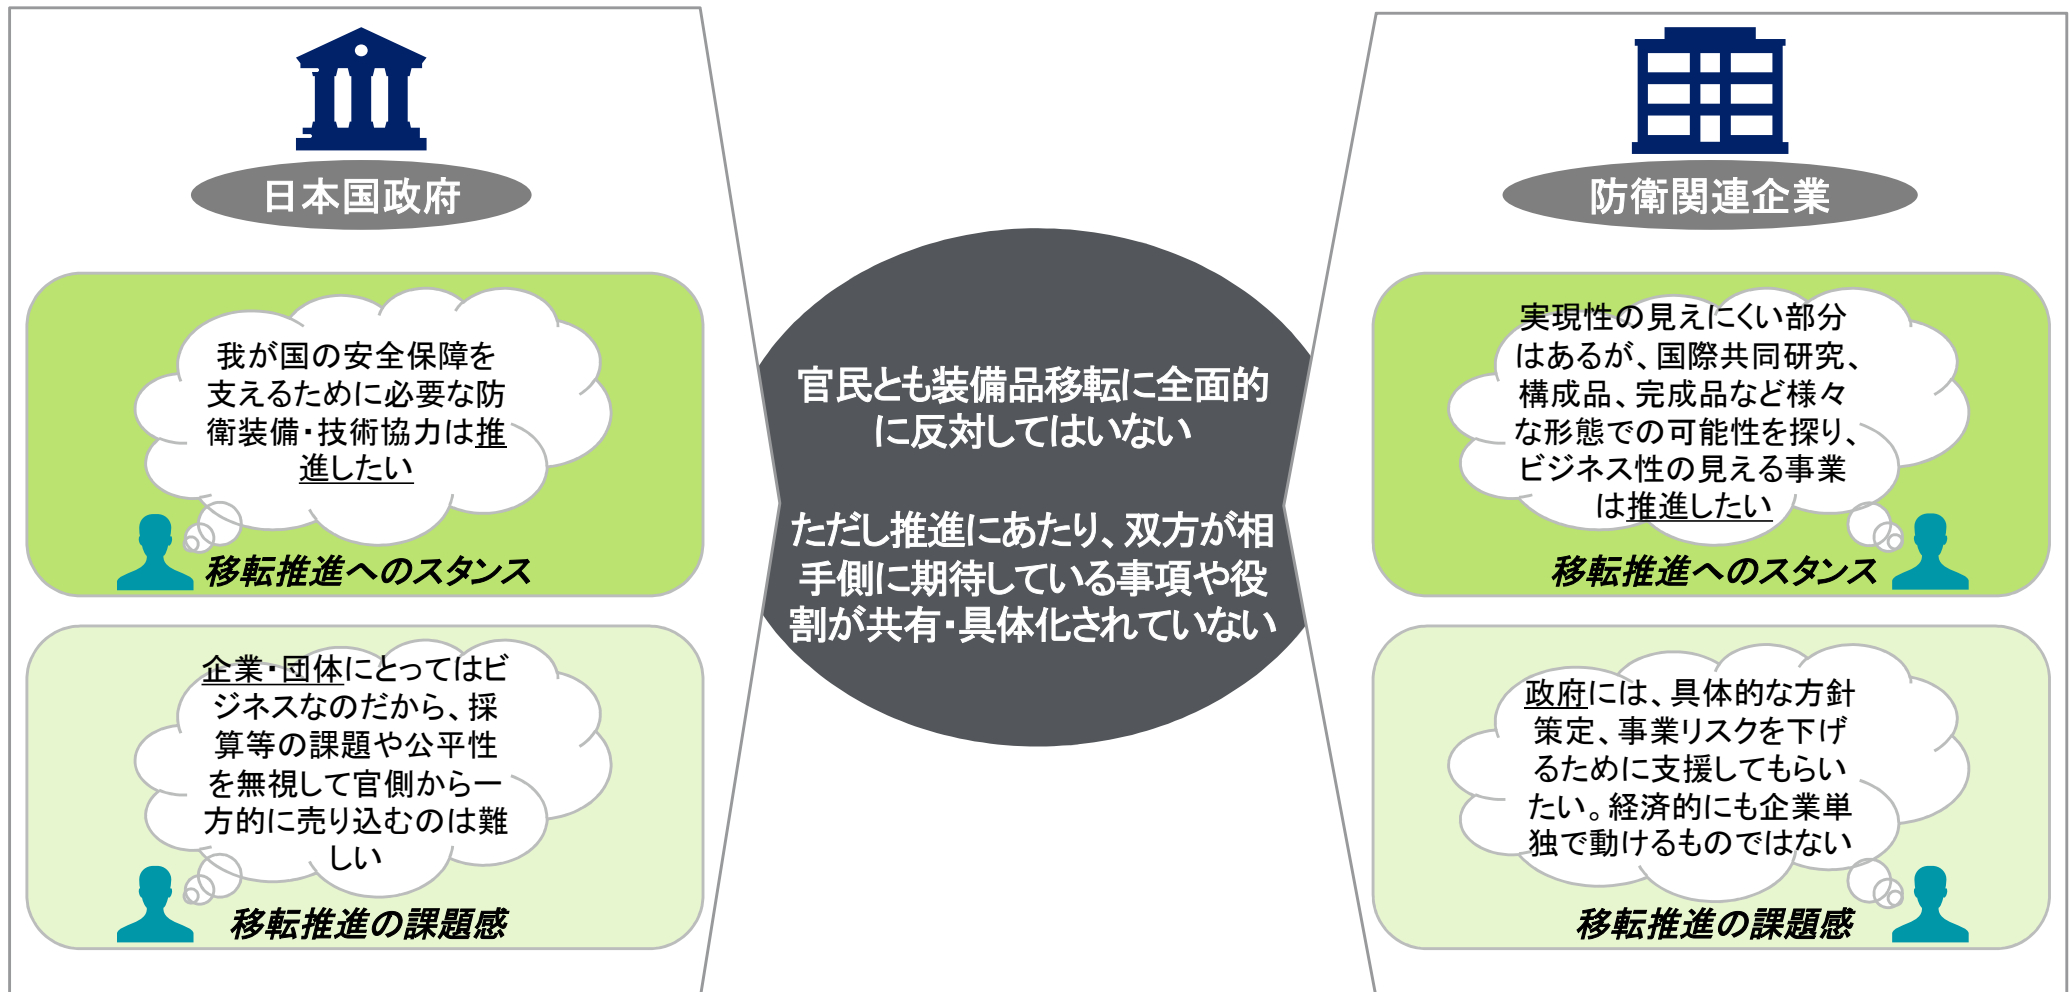 日本国政府
我が国の安全保障を
支えるために必要な防
衛装備・技術協力は推
進したい
移転推進へのスタンス
企業・団体にとってはビ
ジネスなのだから、採
算等の課題や公平性
を無視して官側から一
方的に売り込むのは難
しい
移転推進の課題感
官民とも装備品移転に全面的
に反対してはいない
ただし推進にあたり、双方が相
手側に期待している事項や役
割が共有・具体化されていない
防衛関連企業
実現性の見えにくい部分
はあるが、国際共同研究、
構成品、完成品など様々
な形態での可能性を探り、
ビジネス性の見える事業
は推進したい
移転推進へのスタンス
政府には、具体的な方針
策定、事業リスクを下げ
るために支援してもらい
たい。経済的にも企業単
独で動けるものではない
移転推進の課題感